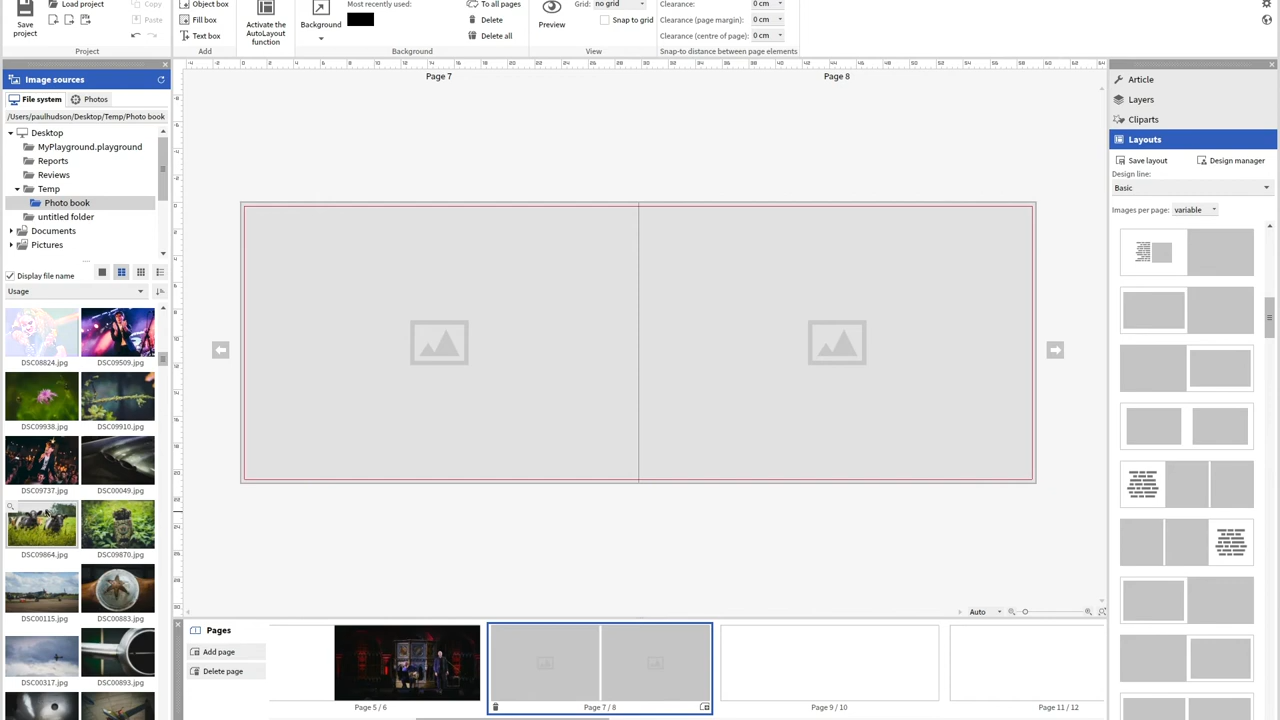 Save
project
Load project
Copy
Paste
Project
Object box
Fill box
Text box
Add
Activate the
AutoLayout
function
Background
Most recently used:
To all pages
Delete
Delete all
Background
Preview
Grid: no grid
Snap to grid
View
Clearance: 0 cm
Clearance (page margin): 0 cm
Clearance (centre of page): 0 cm
Snap-to distance between page elements
Image sources
File system
Photos
/Users/paulhudson/Desktop/Temp/Photo book
Desktop
MyPlayground.playground
Reports
Reviews
Temp
Photo book
untitled folder
Documents
Pictures
Display file name
Usage
DSC08824.jpg
DSC09509.jpg
DSC09938.jpg
DSC09910.jpg
DSC09737.jpg
DSC00049.jpg
DSC09864.jpg
DSC09870.jpg
DSC00115.jpg
DSC00883.jpg
DSC00317.jpg
DSC00893.jpg
Page 7
Page 8
Auto
Pages
Add page
Delete page
Page 5 / 6
Page 7 / 8
Page 9 / 10
Page 11 / 12
Article
Layers
Cliparts
Layouts
Save layout
Design manager
Design line:
Basic
Images per page: variable